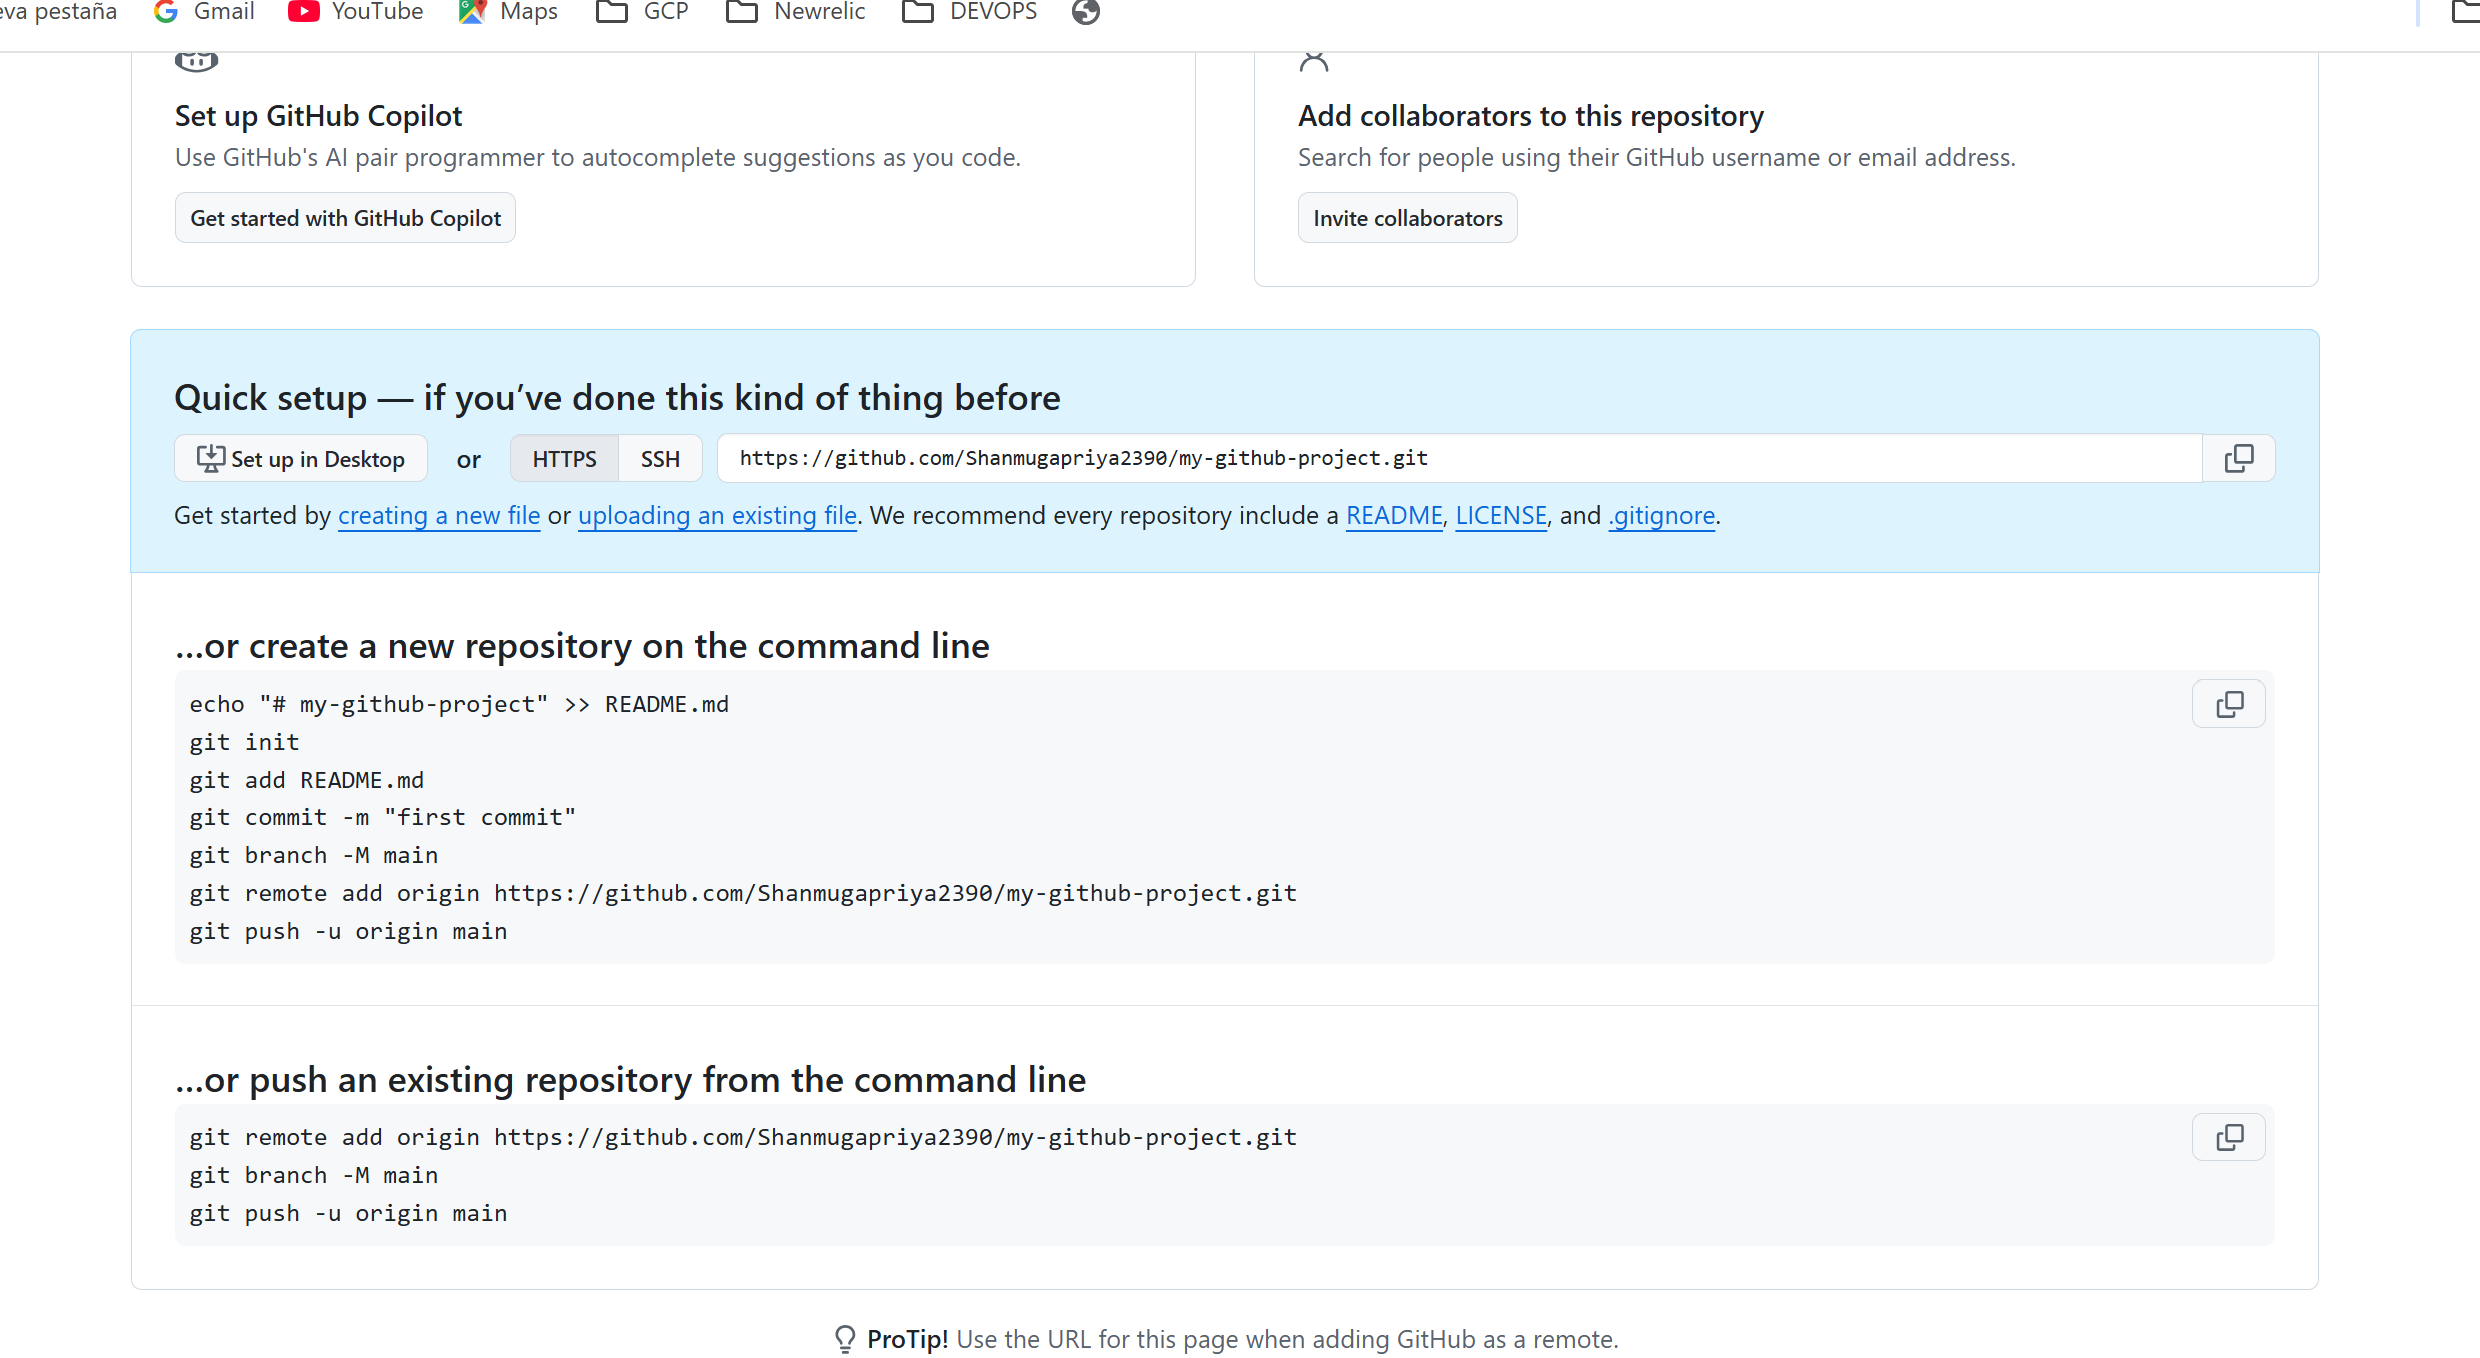 eva pestaña Gmail YouTube Maps GCP Newrelic DEVOPS
Set up GitHub Copilot
Use GitHub's AI pair programmer to autocomplete suggestions as you code.
Get started with GitHub Copilot
Add collaborators to this repository
Search for people using their GitHub username or email address.
Invite collaborators
Quick setup — if you’ve done this kind of thing before
Set up in Desktop or HTTPS SSH https://github.com/Shanmugapriya2390/my-github-project.git
Get started by creating a new file or uploading an existing file. We recommend every repository include a README, LICENSE, and .gitignore.
…or create a new repository on the command line
echo "# my-github-project" >> README.md
git init
git add README.md
git commit -m "first commit"
git branch -M main
git remote add origin https://github.com/Shanmugapriya2390/my-github-project.git
git push -u origin main
…or push an existing repository from the command line
git remote add origin https://github.com/Shanmugapriya2390/my-github-project.git
git branch -M main
git push -u origin main
ProTip! Use the URL for this page when adding GitHub as a remote.